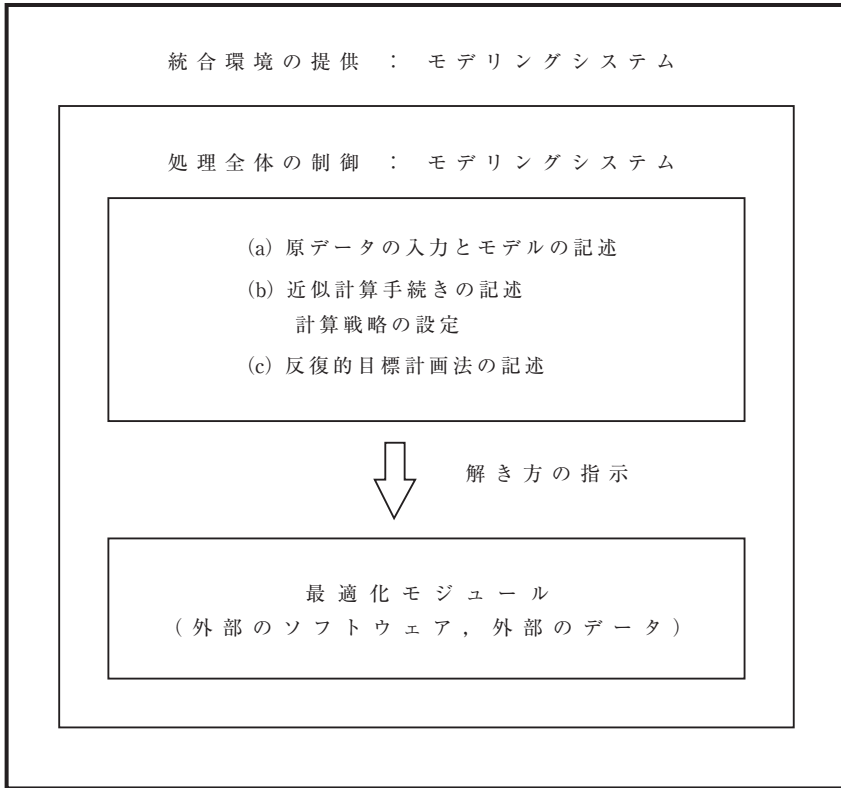 統合環境の提供 : モデリングシステム
処理全体の制御 : モデリングシステム
(a) 原データの入力とモデルの記述
(b) 近似計算手続きの記述
計算戦略の設定
(c) 反復的目標計画法の記述
解き方の指示
最適化モジュール
(外部のソフトウェア, 外部のデータ)